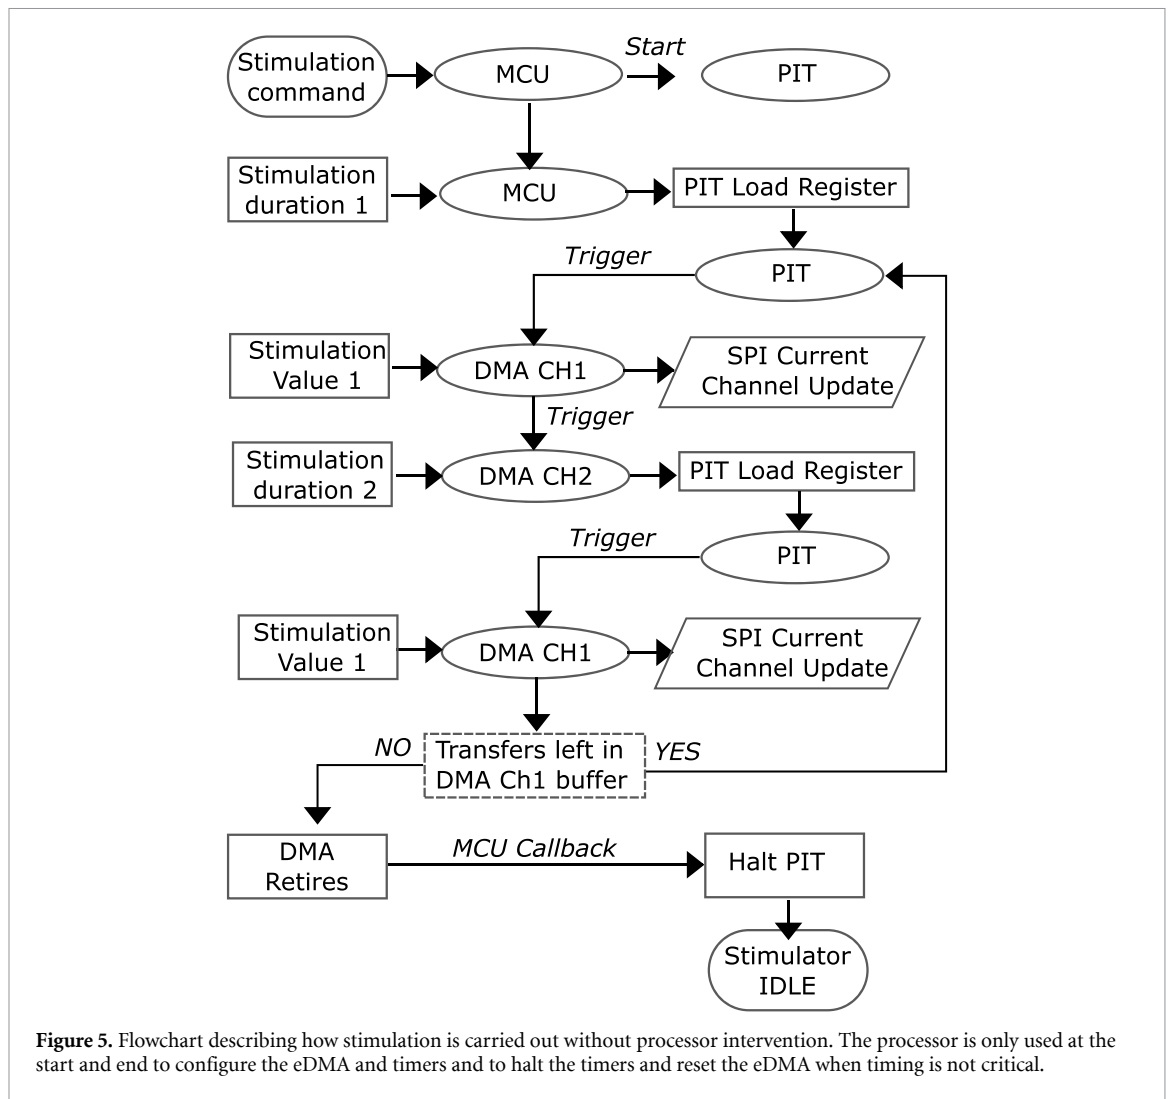 Stimulation
command
MCU
Start
PIT
Stimulation
duration 1
MCU
PIT Load Register
Trigger
PIT
Stimulation
Value 1
DMA CH1
SPI Current
Channel Update
Trigger
Stimulation
duration 2
DMA CH2
PIT Load Register
Trigger
PIT
Stimulation
Value 1
DMA CH1
SPI Current
Channel Update
NO
Transfers left in
DMA Ch1 buffer
YES
DMA
Retires
MCU Callback
Halt PIT
Stimulator
IDLE
Figure 5. Flowchart describing how stimulation is carried out without processor intervention. The processor is only used at the
start and end to configure the eDMA and timers and to halt the timers and reset the eDMA when timing is not critical.